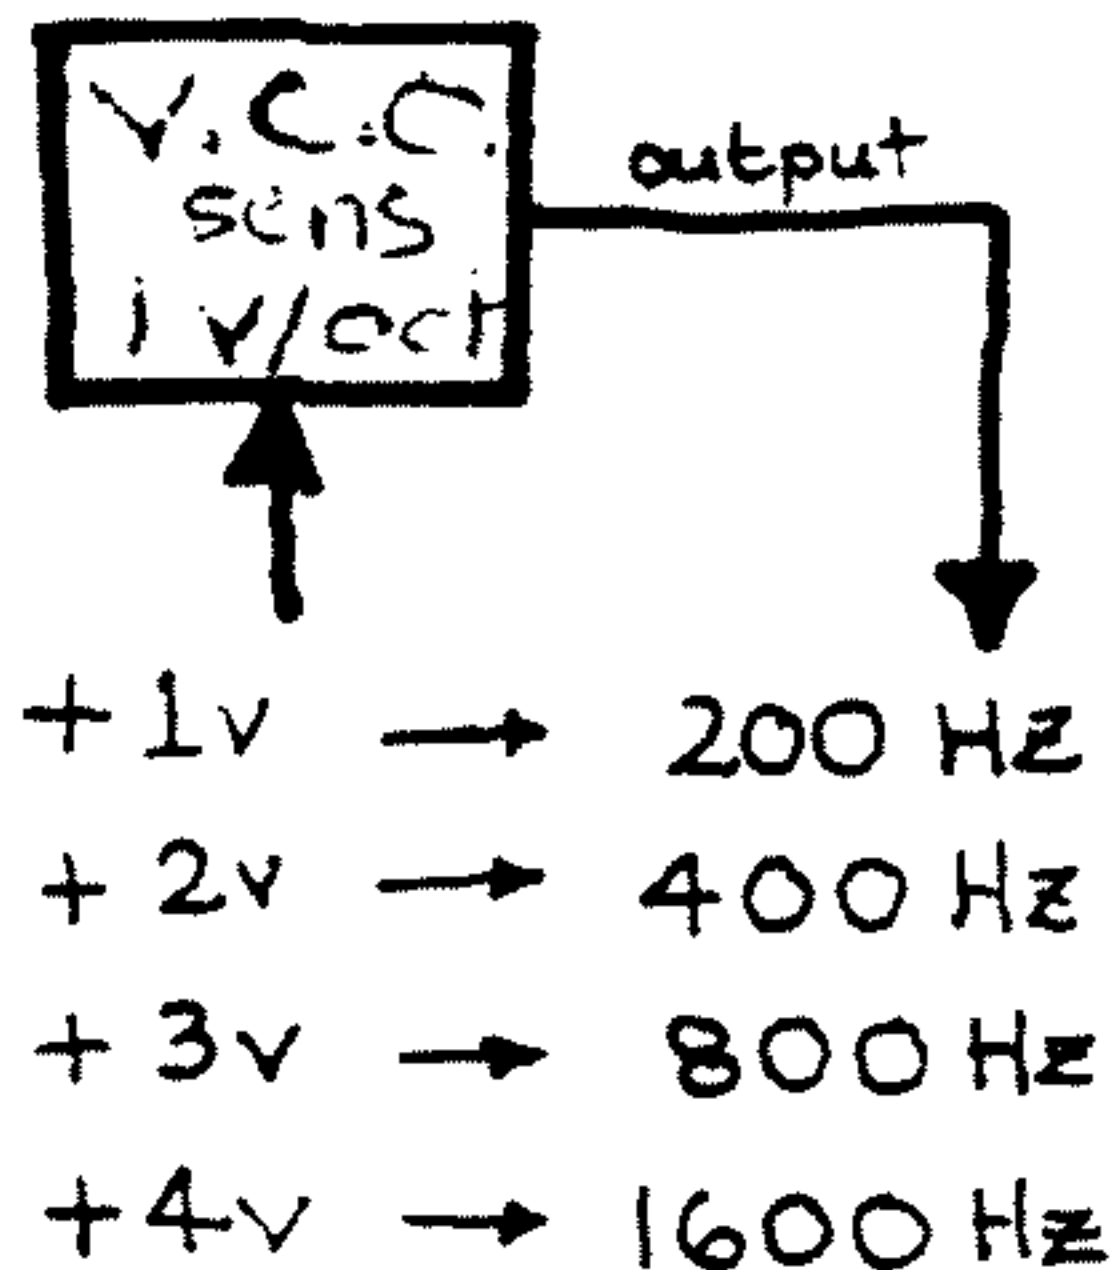 V.C.C.
sens
1 v/oct
output
+ 1v → 200 Hz
+ 2v → 400 Hz
+ 3v → 800 Hz
+ 4v → 1600 Hz